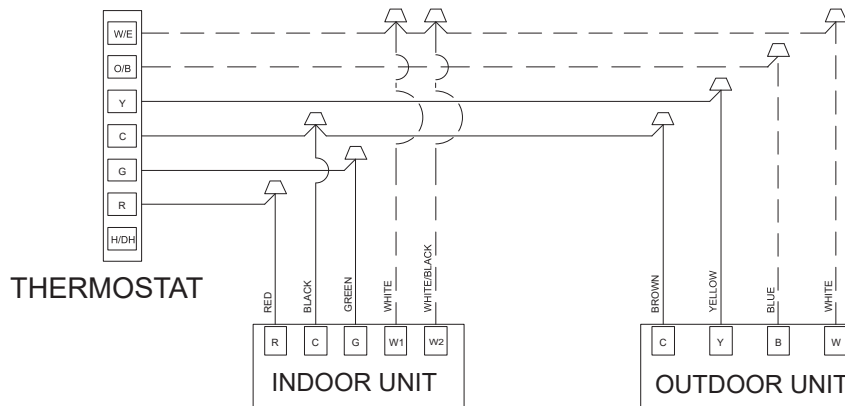 W/E
O/B
Y
C
G
R
H/DH
THERMOSTAT
RED
BLACK
GREEN
WHITE
WHITE/BLACK
BROWN
YELLOW
BLUE
WHITE
R
C
G
W1
W2
C
Y
B
W
INDOOR UNIT
OUTDOOR UNIT